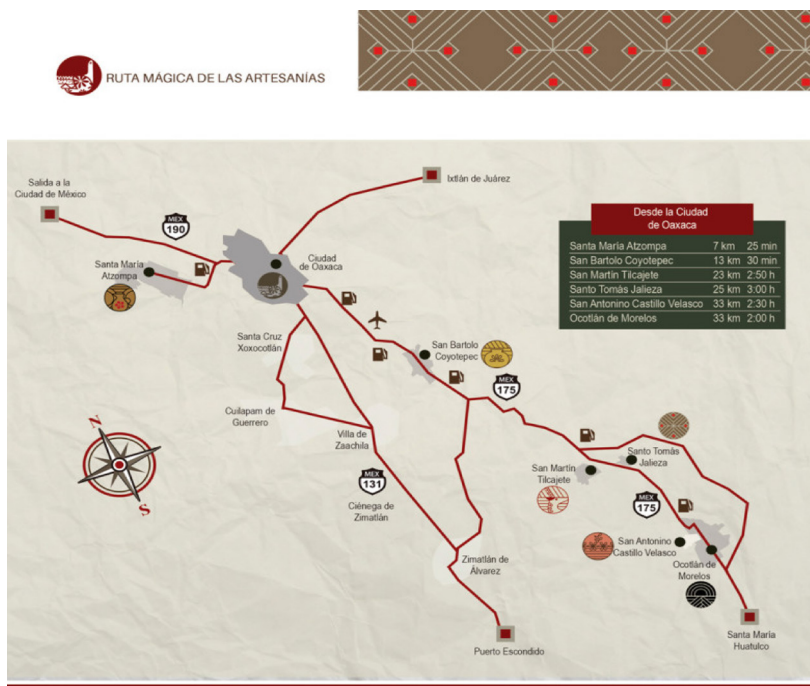 RUTA MÁGICA DE LAS ARTESANÍAS
Salida a la
Ciudad de México
Ixtlán de Juárez
MEX
190
Desde la Ciudad
de Oaxaca
Santa María Atzompa 7 km 25 min
San Bartolo Coyotepec 13 km 30 min
San Martín Tilcajete 23 km 2:50 h
Santo Tomás Jalieza 25 km 3:00 h
San Antonino Castillo Velasco 33 km 2:30 h
Ocotlán de Morelos 33 km 2:00 h
Santa María
Atzompa
Ciudad
de Oaxaca
Santa Cruz
Xoxocotlán
San Bartolo
Coyotepec
MEX
175
Cuilapam de
Guerrero
Villa de
Zaachila
N
S
MEX
131
Ciénega de
Zimatlán
San Martín
Tilcajete
Santo Tomás
Jalieza
MEX
175
San Antonino
Castillo Velasco
Zimatlán de
Álvarez
Ocotlán de
Morelos
Puerto Escondido
Santa María
Huatulco